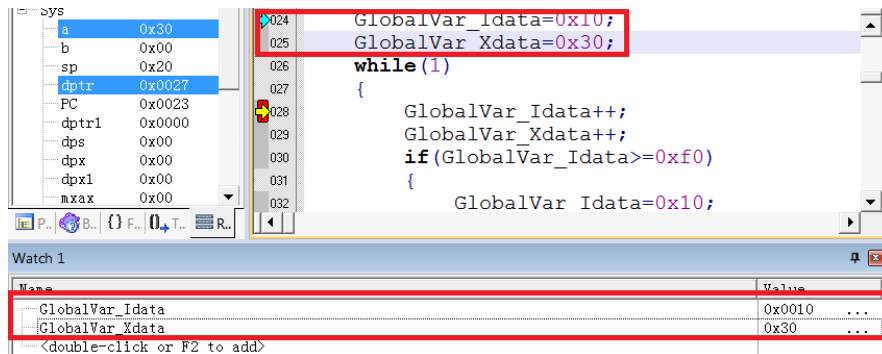 Sys
a 0x30
b 0x00
sp 0x20
dptr 0x0027
PC 0x0023
dptr1 0x0000
dps 0x00
dpx 0x00
dpx1 0x00
mxax 0x00
P.. B.. {} F.. 0 T.. R..
024 GlobalVar_Idata=0x10;
025 GlobalVar_Xdata=0x30;
026 while(1)
027 {
028 GlobalVar_Idata++;
029 GlobalVar_Xdata++;
030 if(GlobalVar_Idata>=0xf0)
031 {
032 GlobalVar_Idata=0x10;
Watch 1
Name Value
GlobalVar_Idata 0x0010 ...
GlobalVar_Xdata 0x30 ...
<double-click or F2 to add>